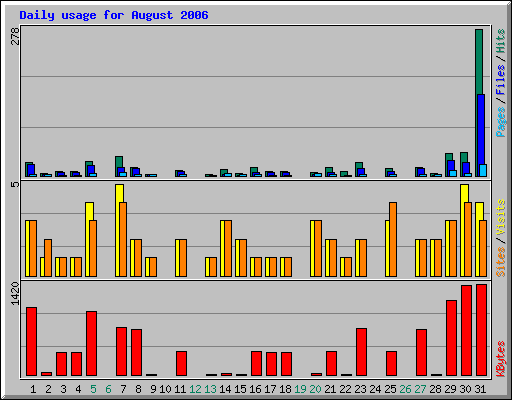 Daily usage for August 2006
278
Pages / Files / Hits
5
Sites / Visits
1420
KBytes
1 2 3 4 5 6 7 8 9 10 11 12 13 14 15 16 17 18 19 20 21 22 23 24 25 26 27 28 29 30 31